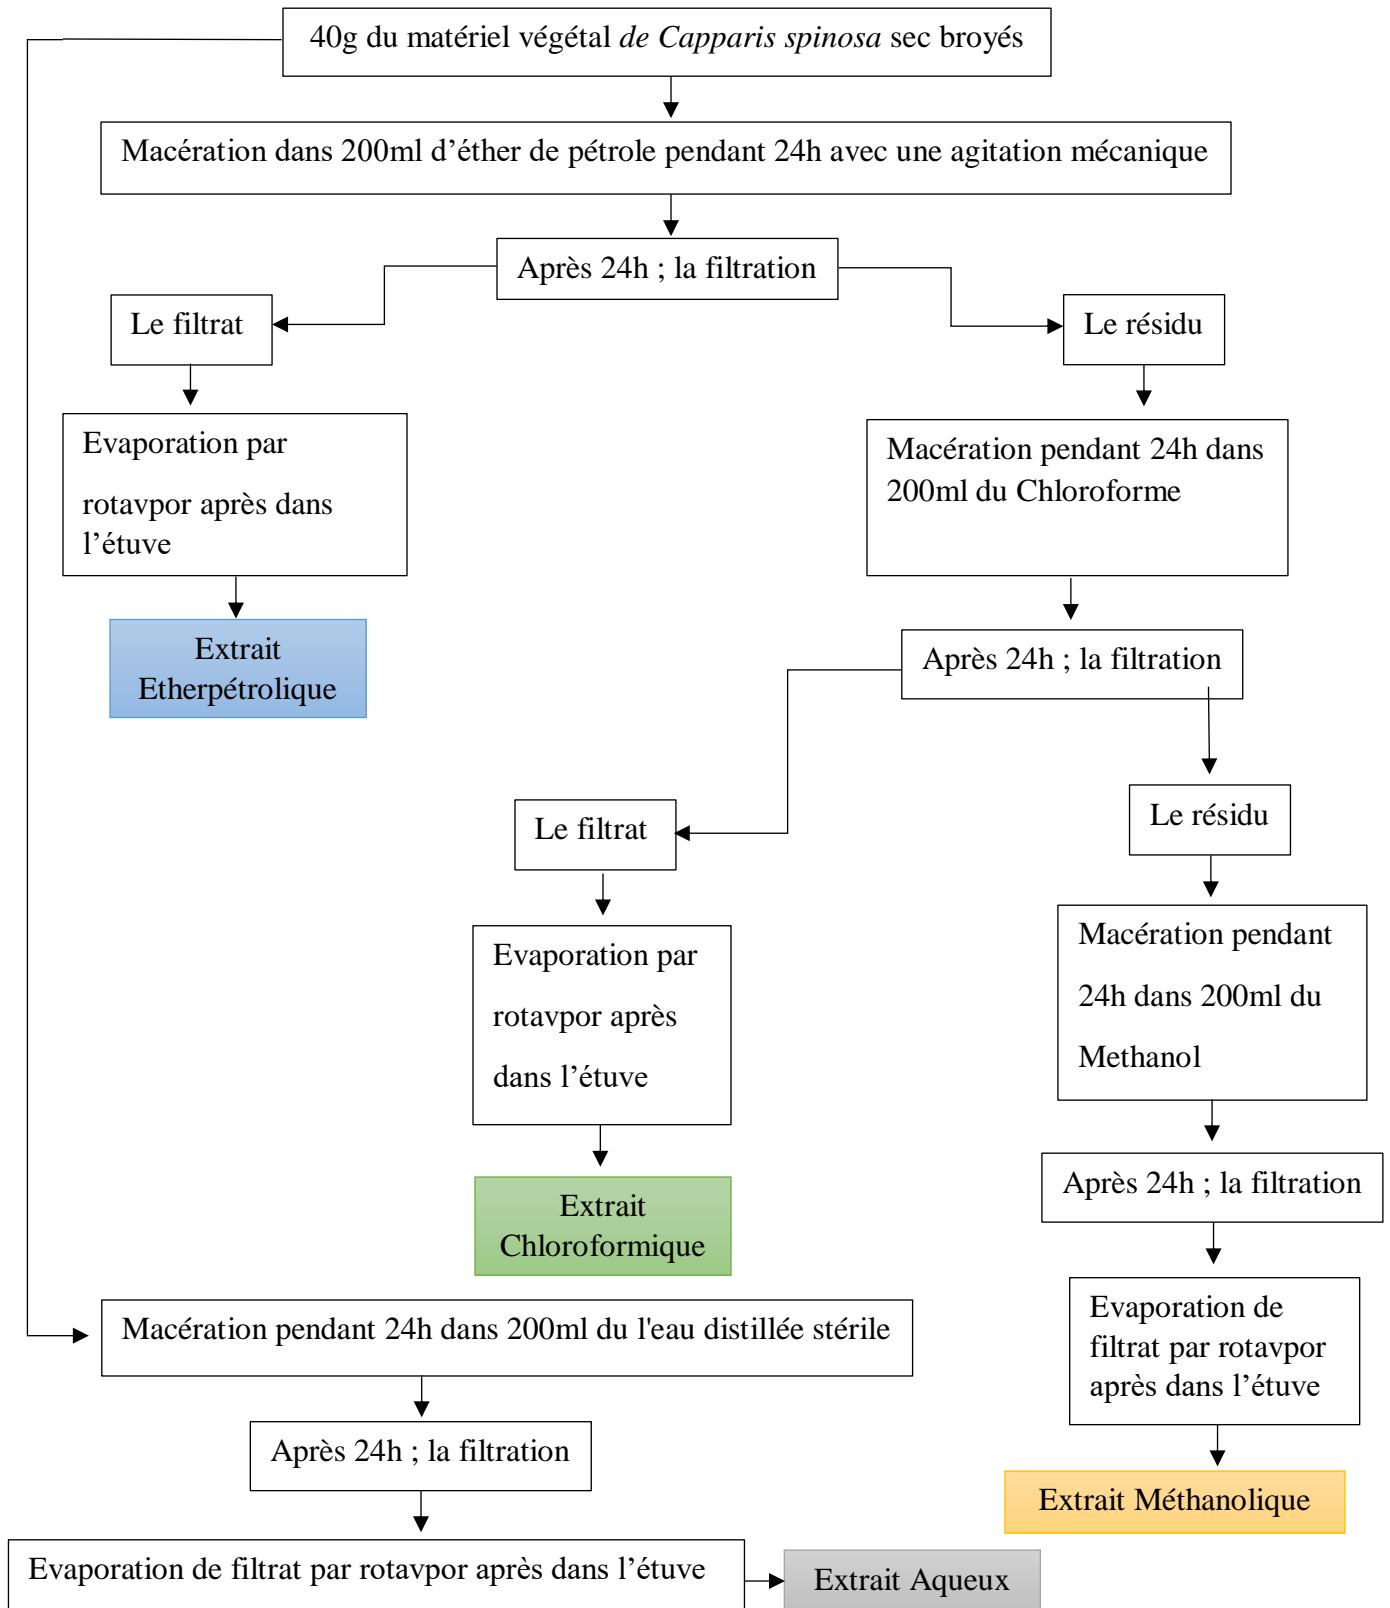 40g du matériel végétal de Capparis spinosa sec broyés
Macération dans 200ml d’éther de pétrole pendant 24h avec une agitation mécanique
Après 24h ; la filtration
Le filtrat
Le résidu
Evaporation par
rotavpor après dans
l’étuve
Macération pendant 24h dans
200ml du Chloroforme
Extrait
Etherpétrolique
Après 24h ; la filtration
Le filtrat
Le résidu
Evaporation par
rotavpor après
dans l’étuve
Macération pendant
24h dans 200ml du
Methanol
Extrait
Chloroformique
Après 24h ; la filtration
Evaporation de
filtrat par rotavpor
après dans l’étuve
Extrait Méthanolique
Macération pendant 24h dans 200ml du l'eau distillée stérile
Après 24h ; la filtration
Evaporation de filtrat par rotavpor après dans l’étuve
Extrait Aqueux